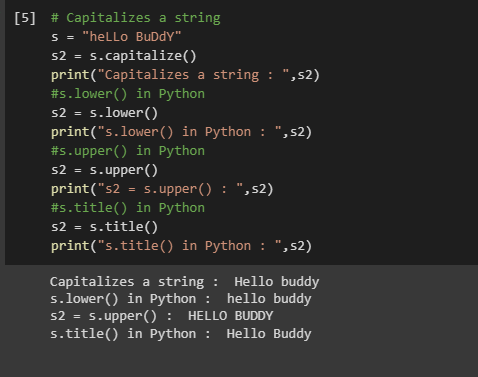 [5] # Capitalizes a string
s = "heLLo BuDdY"
s2 = s.capitalize()
print("Capitalizes a string : ",s2)
#s.lower() in Python
s2 = s.lower()
print("s.lower() in Python : ",s2)
#s.upper() in Python
s2 = s.upper()
print("s2 = s.upper() : ",s2)
#s.title() in Python
s2 = s.title()
print("s.title() in Python : ",s2)
Capitalizes a string :  Hello buddy
s.lower() in Python :  hello buddy
s2 = s.upper() :  HELLO BUDDY
s.title() in Python :  Hello Buddy